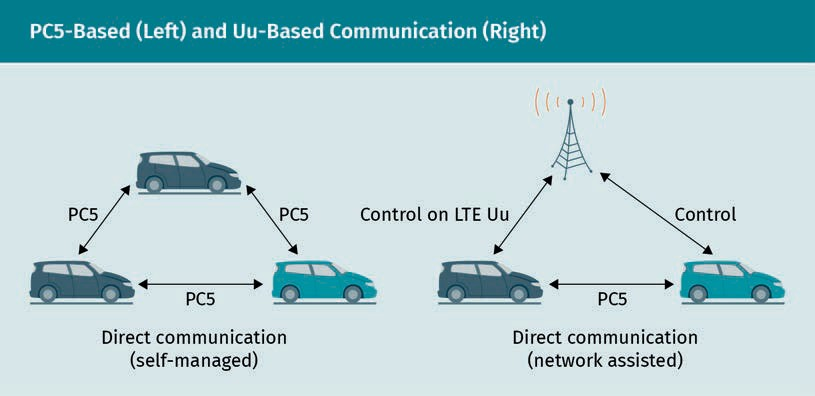 PC5-Based (Left) and Uu-Based Communication (Right)
PC5
PC5
PC5
Direct communication
(self-managed)
Control on LTE Uu
Control
PC5
Direct communication
(network assisted)